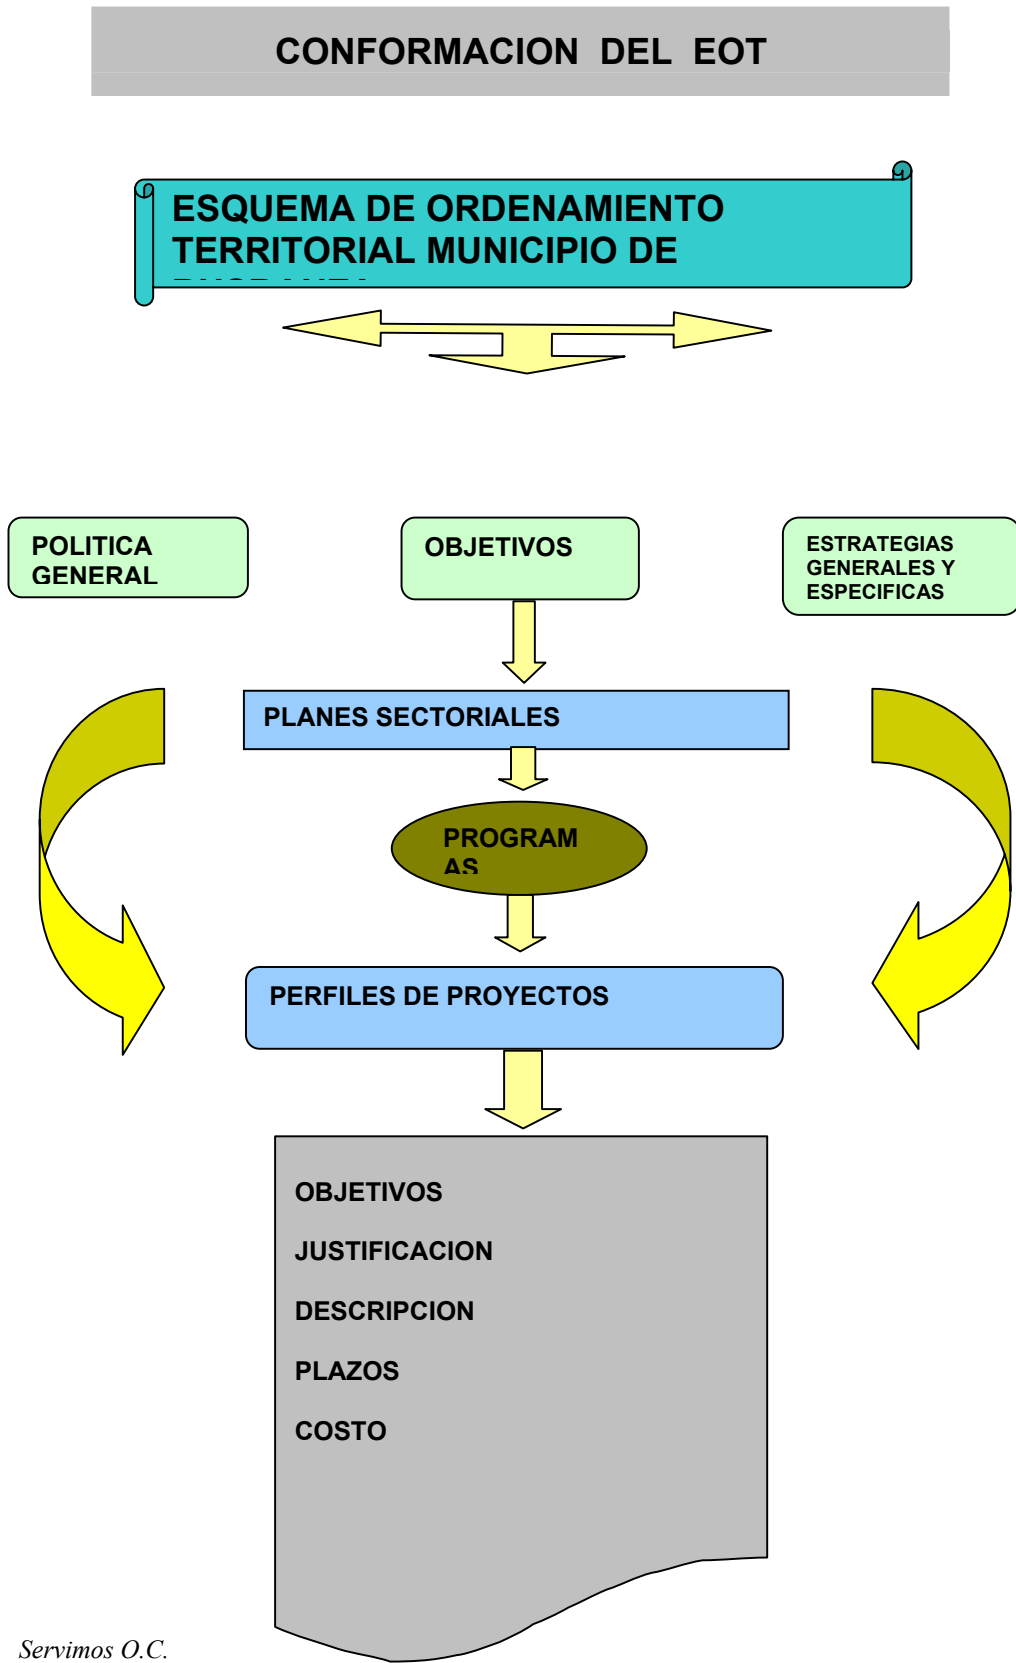 CONFORMACION DEL EOT
ESQUEMA DE ORDENAMIENTO
TERRITORIAL MUNICIPIO DE
POLITICA
GENERAL
OBJETIVOS
ESTRATEGIAS
GENERALES Y
ESPECIFICAS
PLANES SECTORIALES
PROGRAM
AS
PERFILES DE PROYECTOS
OBJETIVOS
JUSTIFICACION
DESCRIPCION
PLAZOS
COSTO
Servimos O.C.